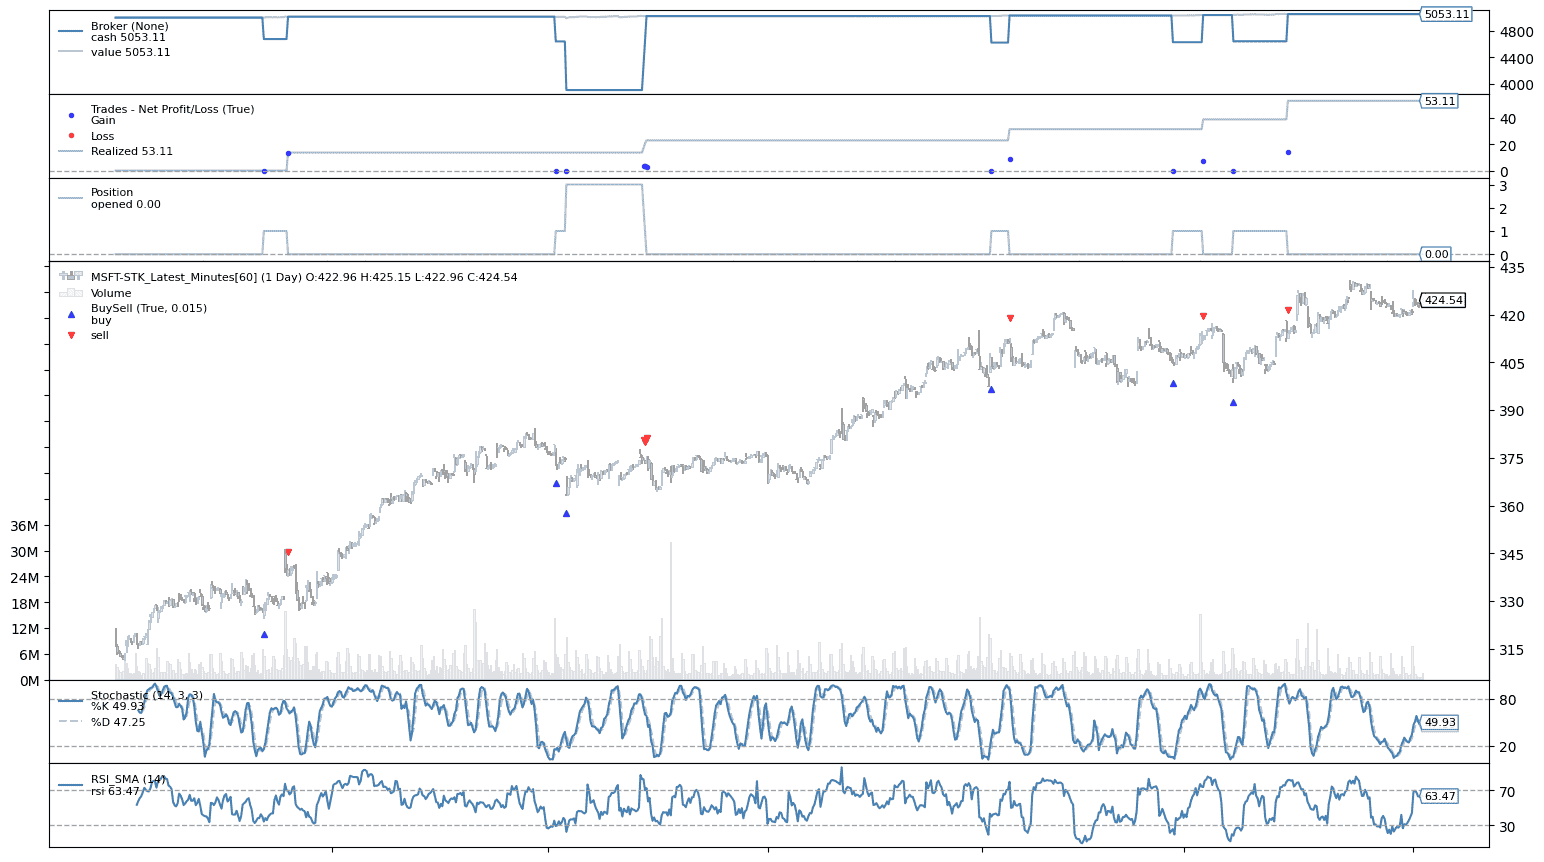 Broker (None)
cash 5053.11
value 5053.11
5053.11
4800
4400
4000
Trades - Net Profit/Loss (True)
Gain
Loss
Realized 53.11
53.11
40
20
0
Position
opened 0.00
3
2
1
0
0.00
MSFT-STK_Latest_Minutes[60] (1 Day) O:422.96 H:425.15 L:422.96 C:424.54
Volume
BuySell (True, 0.015)
buy
sell
435
424.54
420
405
390
375
360
345
330
315
36M
30M
24M
18M
12M
6M
0M
Stochastic (14, 3, 3)
%K 49.93
%D 47.25
80
49.93
20
RSI_SMA (14)
rsi 63.47
70
63.47
30